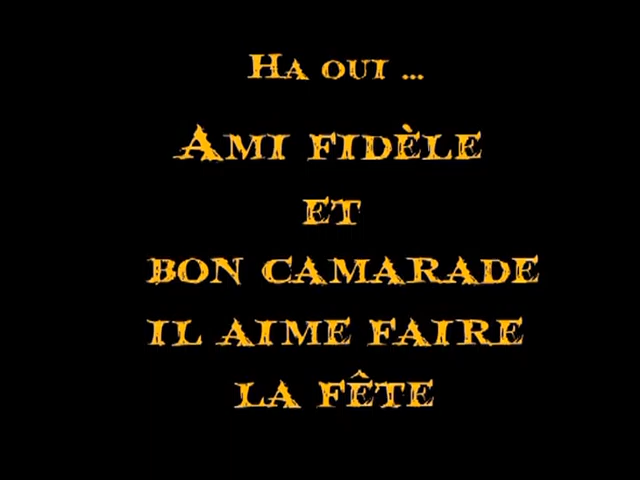 Ha oui ...
Ami fidèle
et
bon camarade
il aime faire
la fête